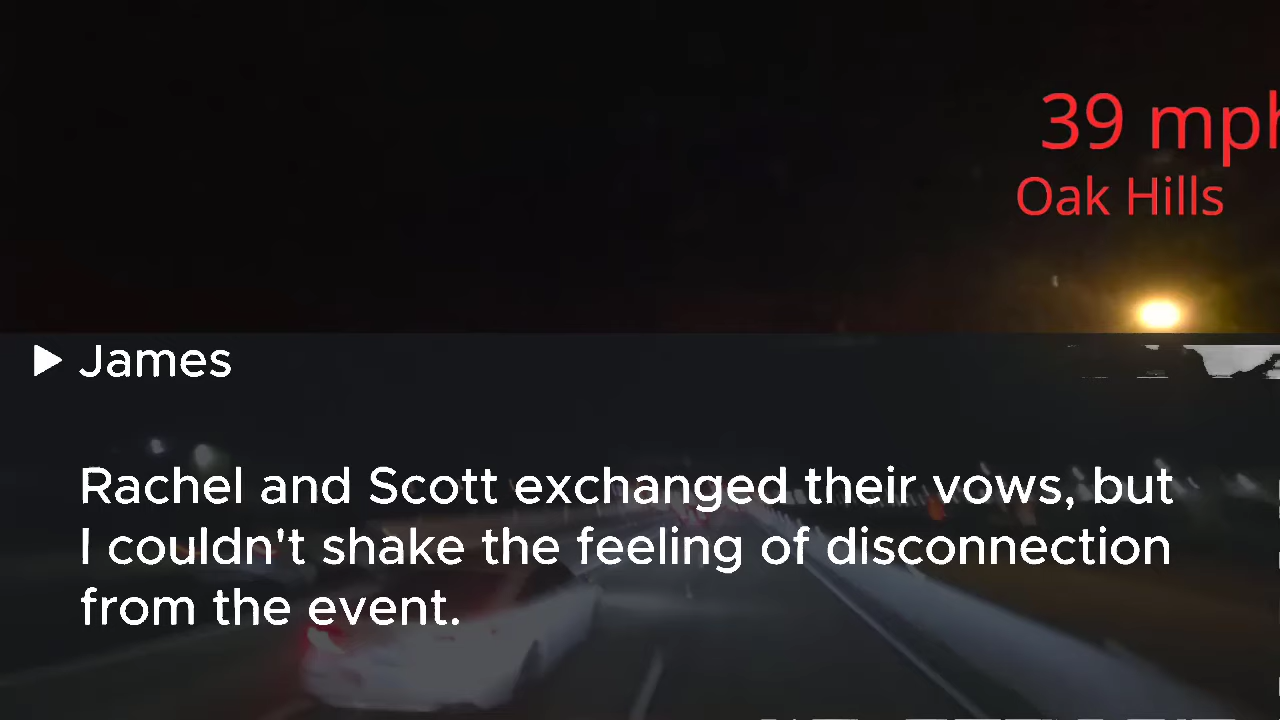 39 mph
Oak Hills
James
Rachel and Scott exchanged their vows, but
I couldn't shake the feeling of disconnection
from the event.